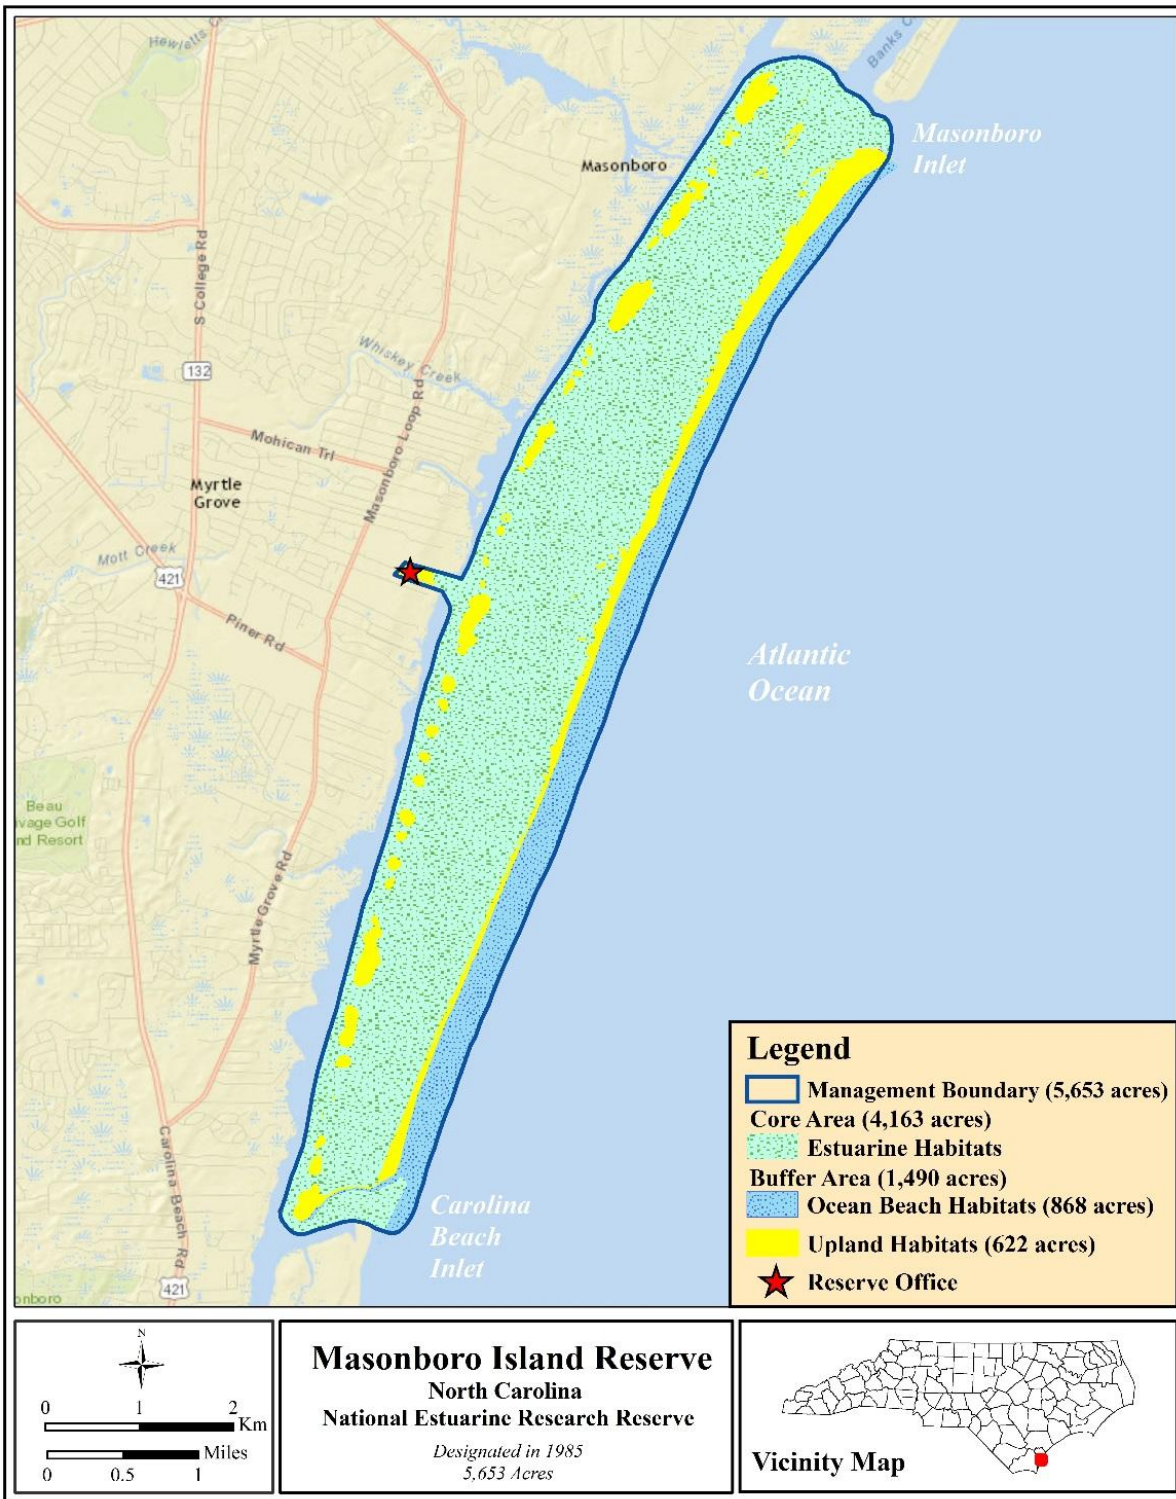 Hewletts C
Banks C
Masonboro
Inlet
Masonboro
S College Rd
Whiskey Creek
132
Masonboro Loop Rd
Mohican Trl
Myrtle
Grove
Mott Creek
421
Piner Rd
Atlantic
Ocean
Beau
ivage Golf
nd Resort
Myrtle Grove Rd
Carolina Beach Rd
Carolina
Beach
Inlet
421
onboro
Legend
Management Boundary (5,653 acres)
Core Area (4,163 acres)
Estuarine Habitats
Buffer Area (1,490 acres)
Ocean Beach Habitats (868 acres)
Upland Habitats (622 acres)
Reserve Office
N
0 1 2
Km
Miles
0 0.5 1
Masonboro Island Reserve
North Carolina
National Estuarine Research Reserve
Designated in 1985
5,653 Acres
Vicinity Map